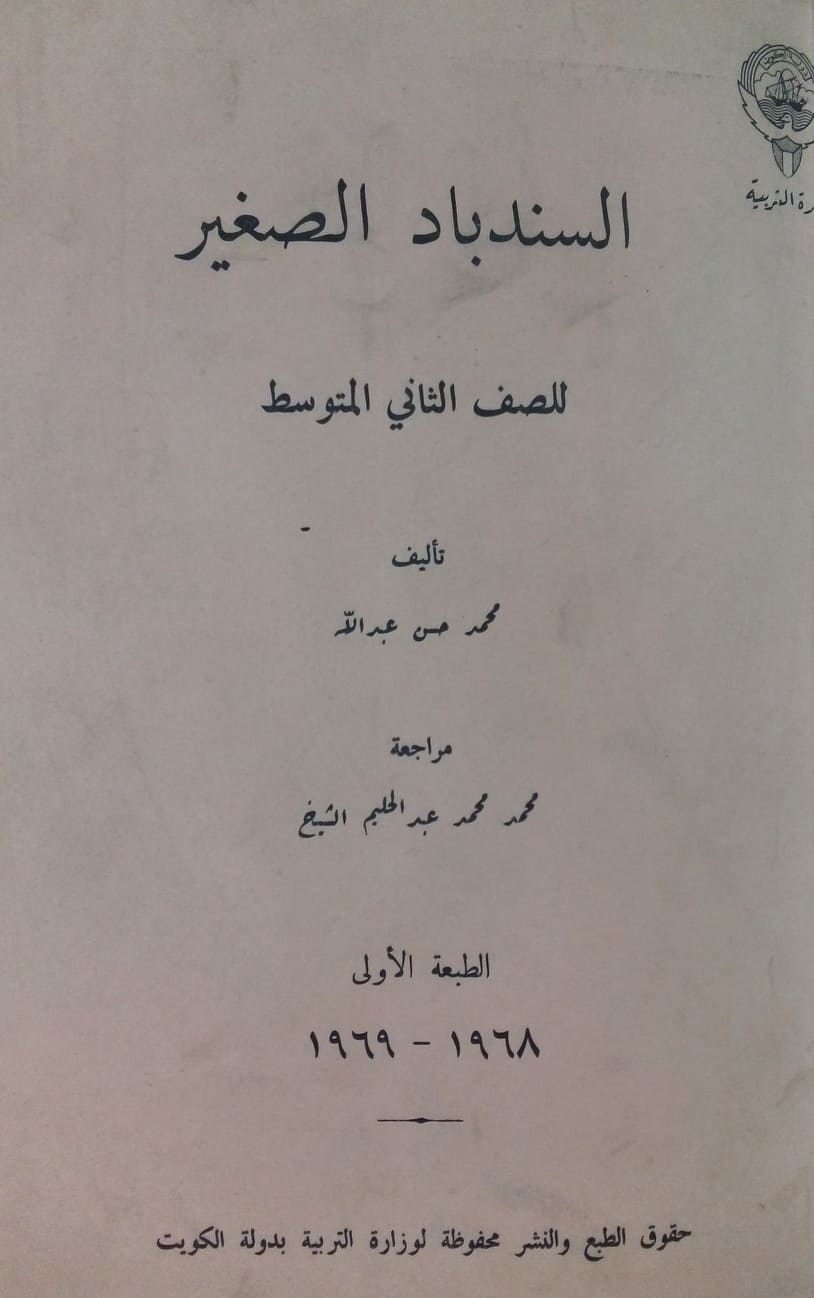 التربية
السندباد الصغير
للصف الثاني المتوسط
تأليف
محمد حسن عبدالله
مراجعة
محمد محمد عبدالحليم الشيخ
الطبعة الأولى
١٩٦٨ - ١٩٦٩
حقوق الطبع والنشر محفوظة لوزارة التربية بدولة الكويت